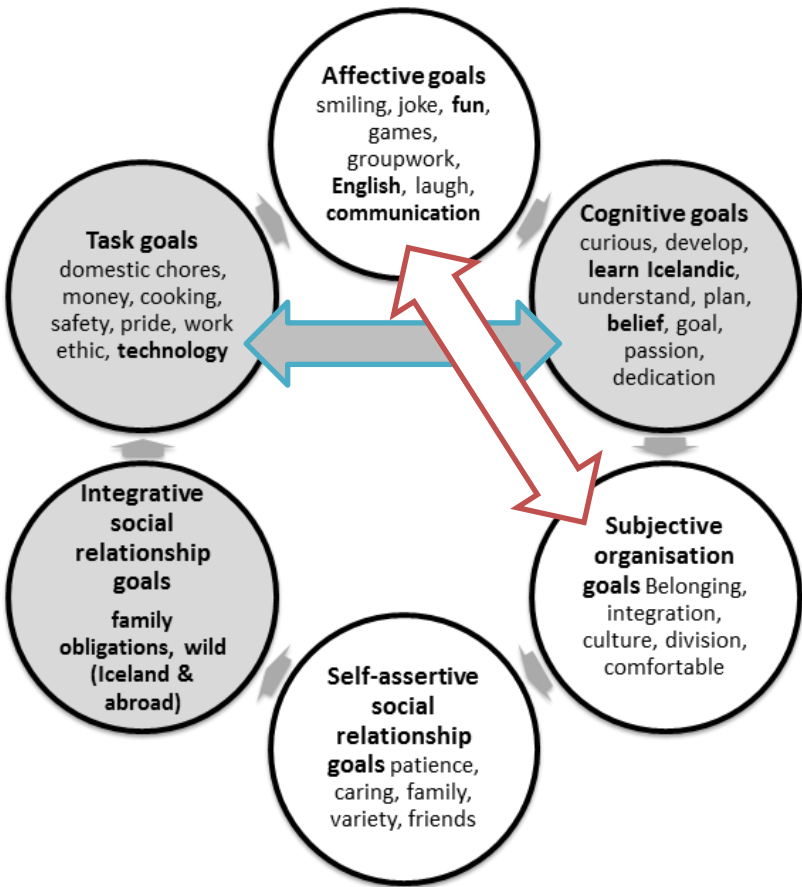 Affective goals
smiling, joke, fun,
games,
groupwork,
English, laugh,
communication
Cognitive goals
curious, develop,
learn Icelandic,
understand, plan,
belief, goal,
passion,
dedication
Subjective
organisation
goals Belonging,
integration,
culture, division,
comfortable
Self-assertive
social
relationship
goals patience,
caring, family,
variety, friends
Integrative
social
relationship
goals
family
obligations, wild
(Iceland &
abroad)
Task goals
domestic chores,
money, cooking,
safety, pride, work
ethic, technology